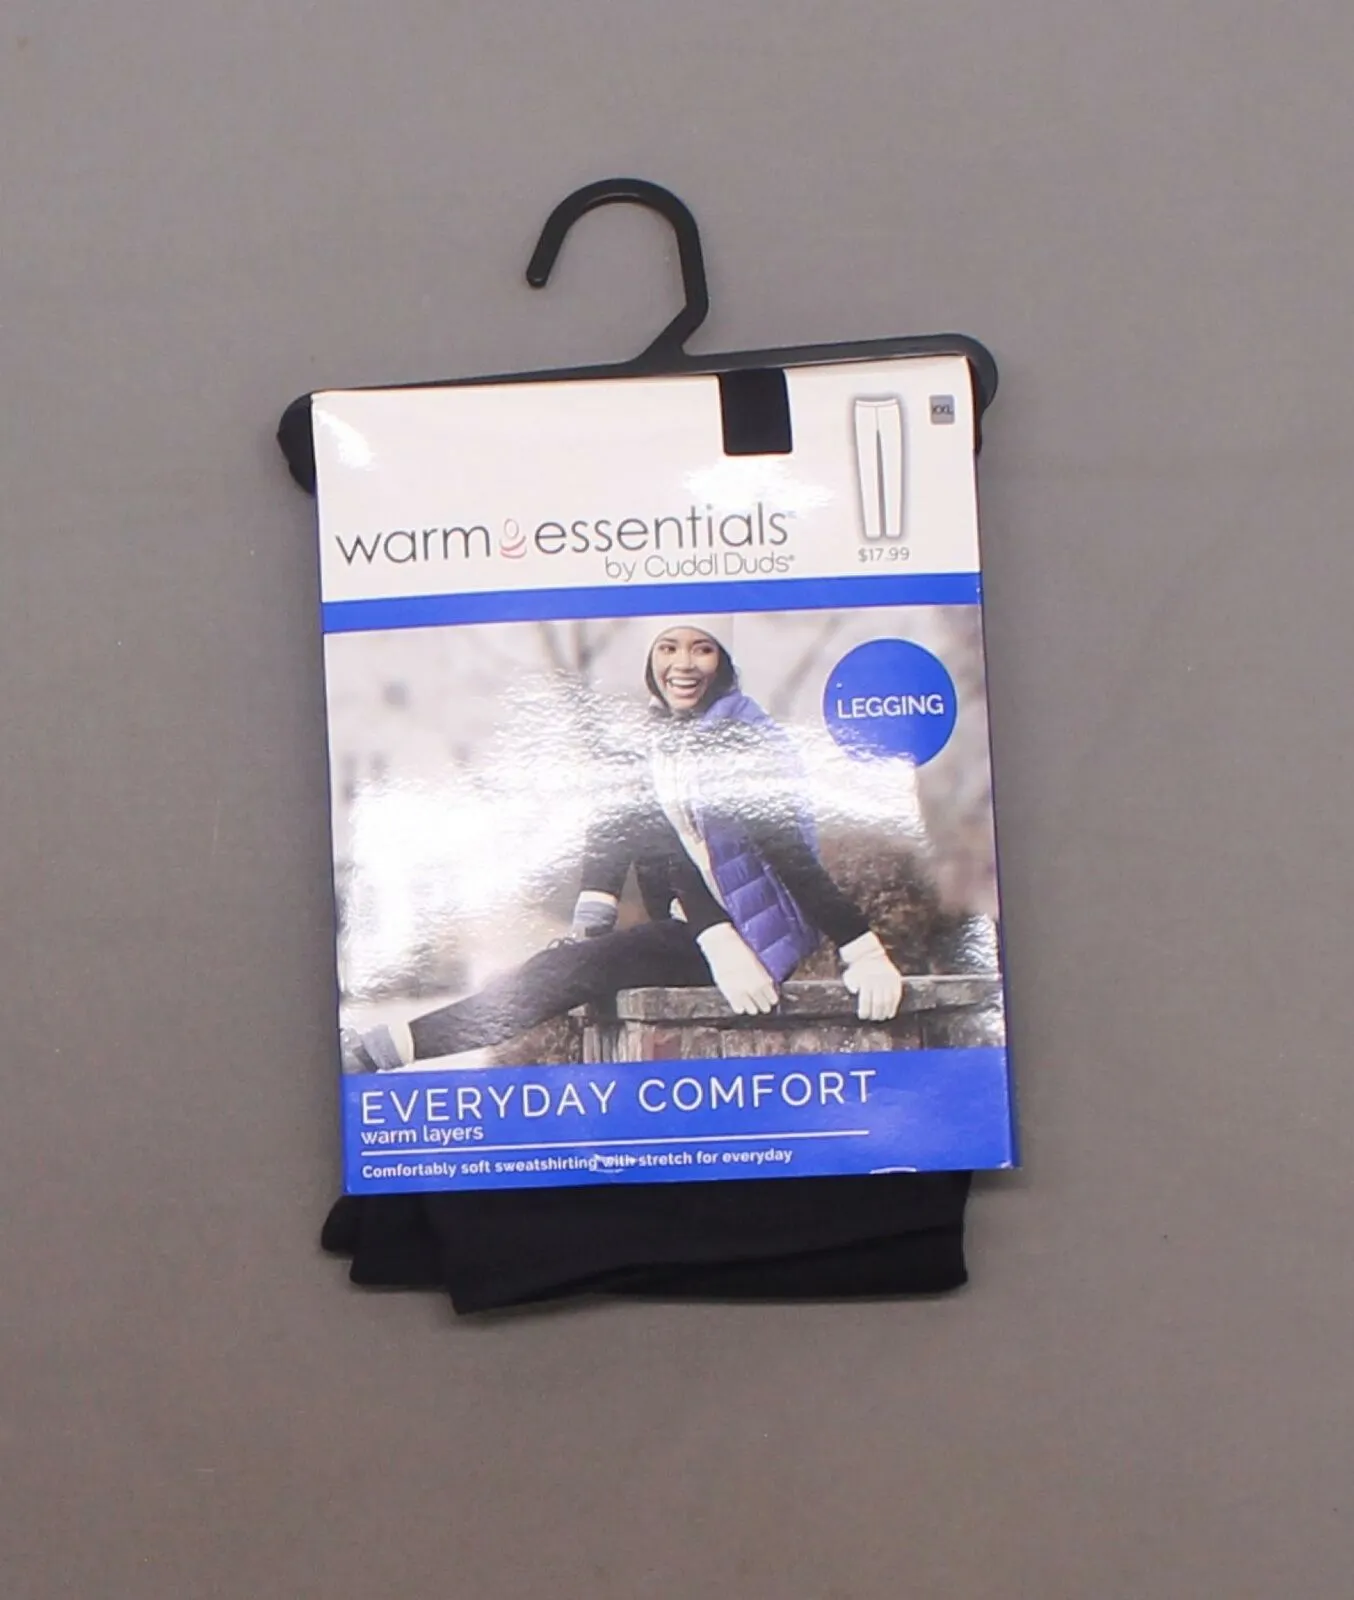 XXL
warm essentials
by Cuddl Duds®
$17.99
LEGGING
EVERYDAY COMFORT
warm layers
Comfortably soft sweatshirting with stretch for everyday